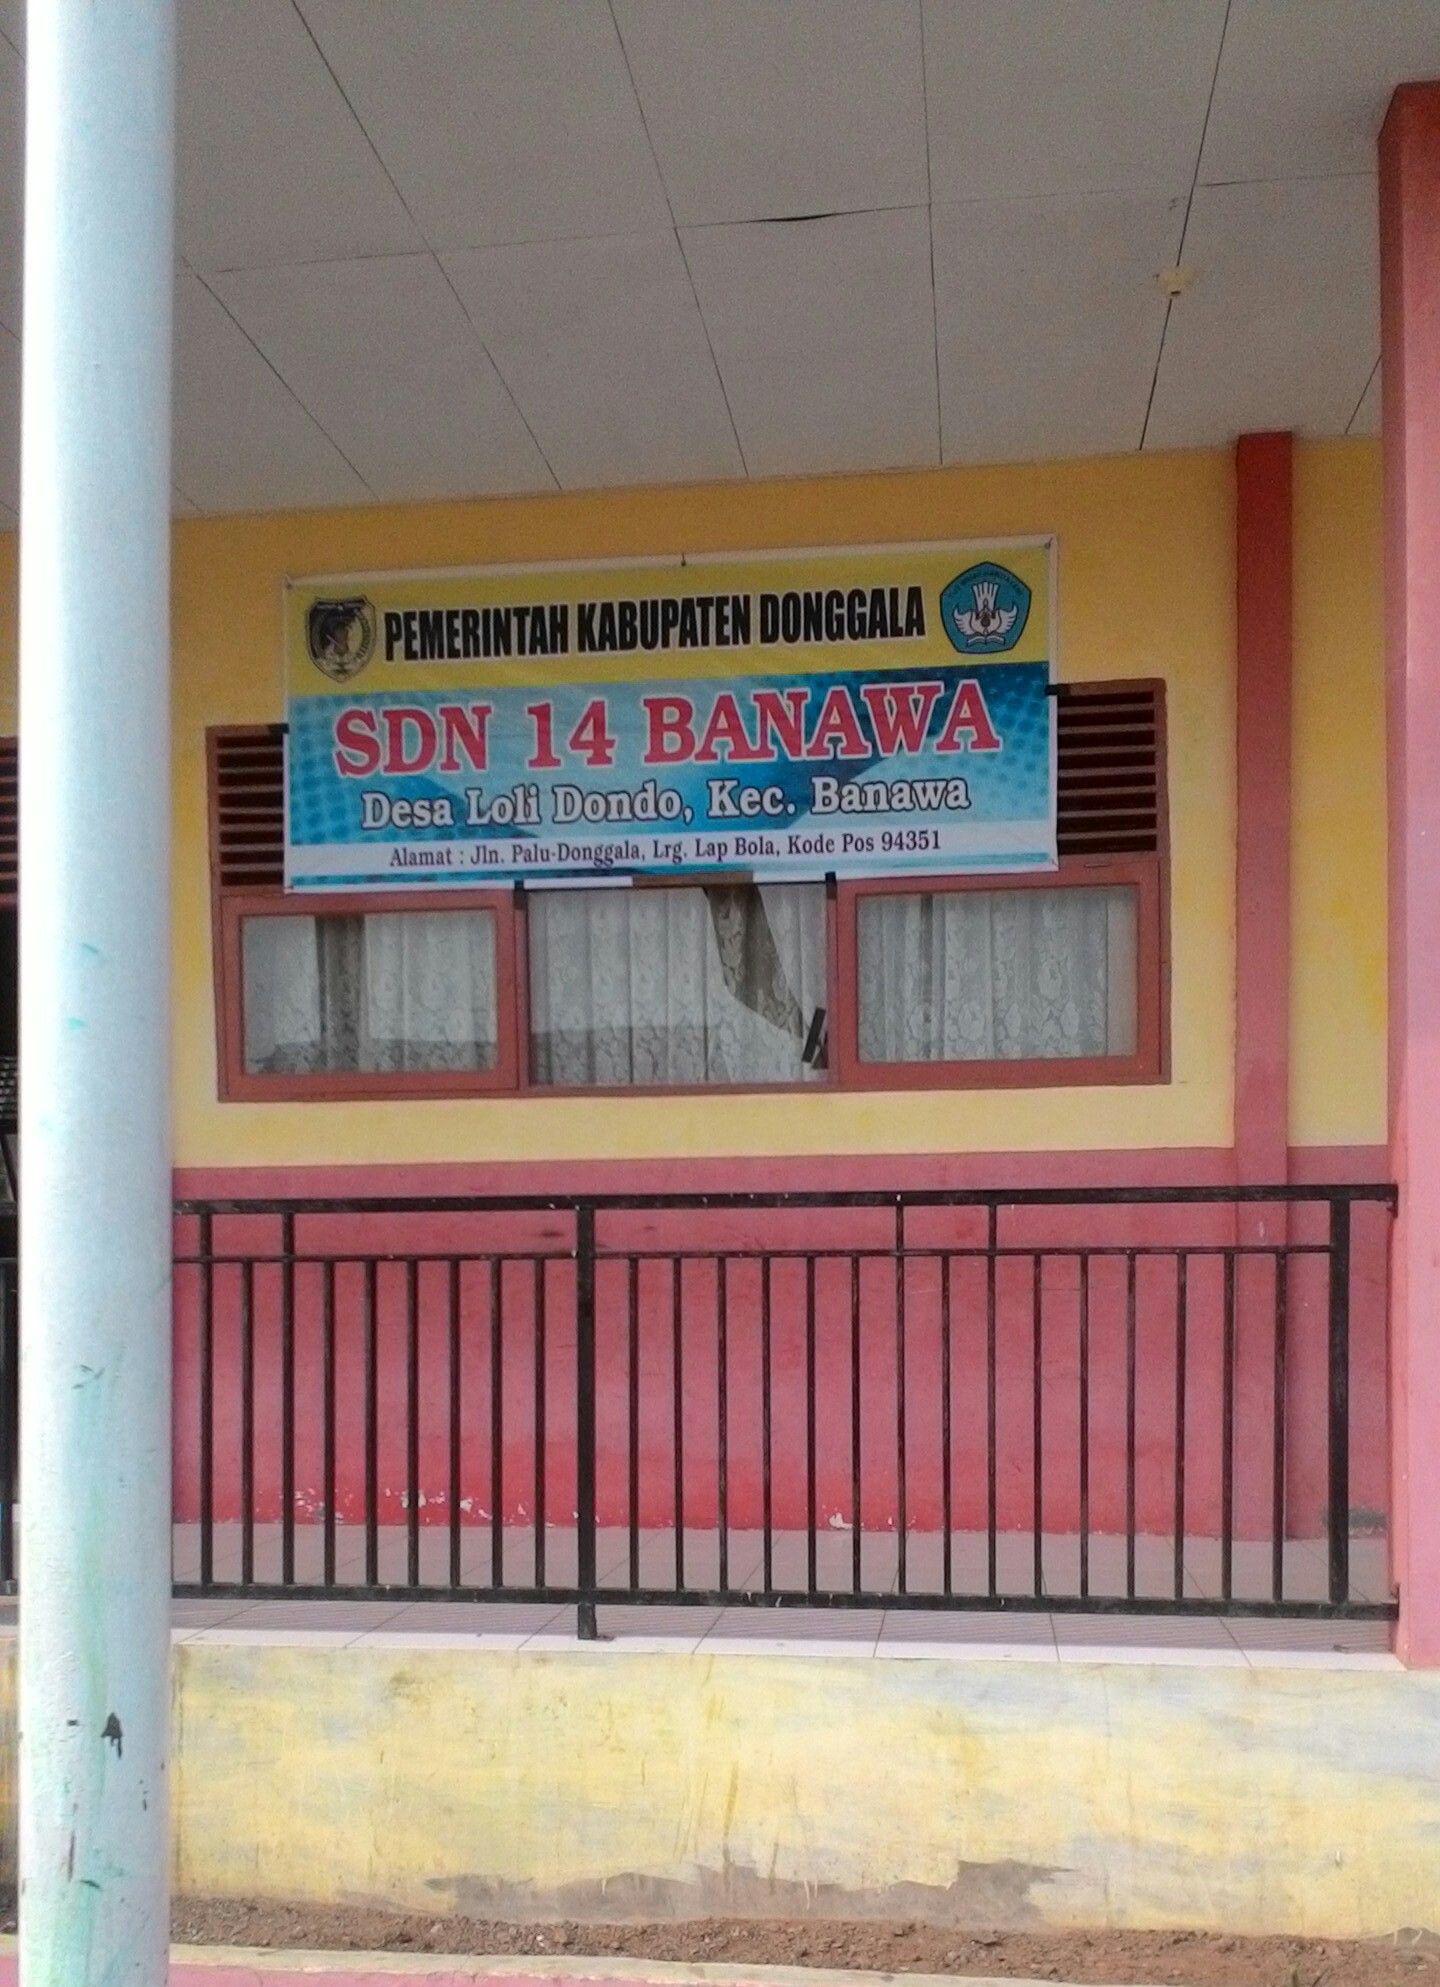 PEMERINTAH KABUPATEN DONGGALA
SDN 14 BANAWA
Desa Loli Dondo, Kec. Banawa
Alamat : Jln. Palu-Donggala, Lrg. Lap Bola, Kode Pos 94351